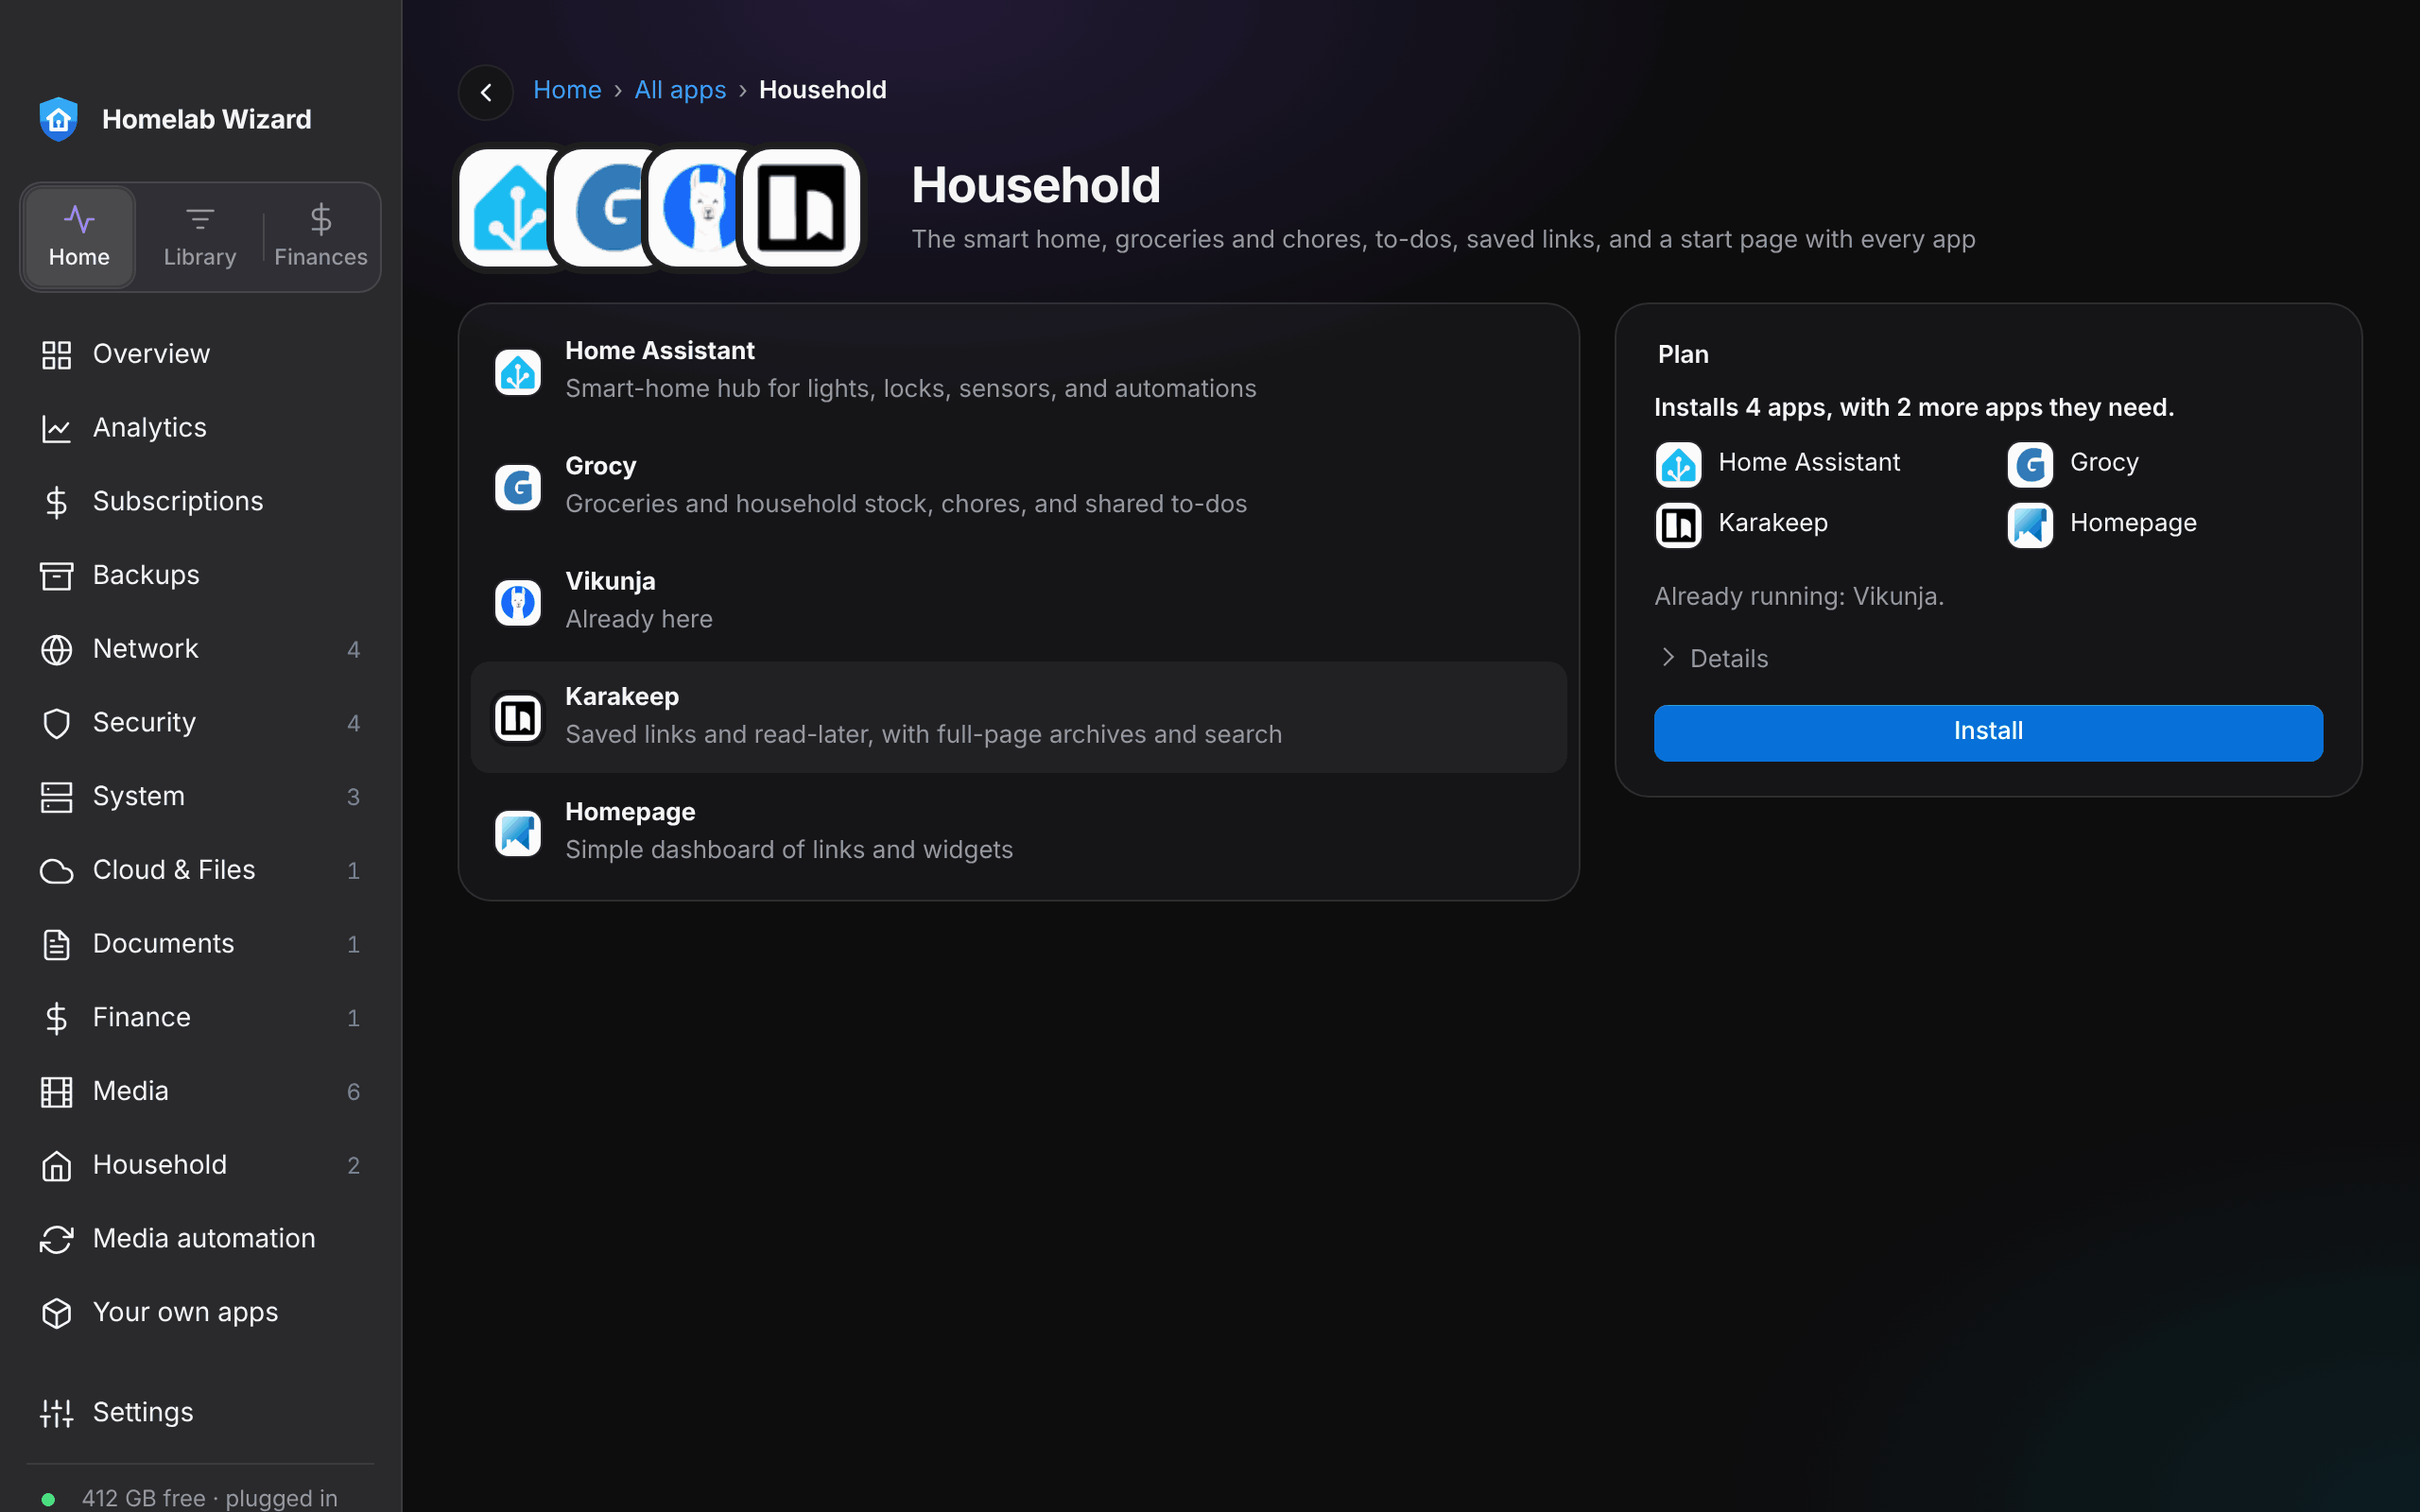 Homelab Wizard
Home
Library
Finances
Overview
Analytics
Subscriptions
Backups
Network 4
Security 4
System 3
Cloud & Files 1
Documents 1
Finance 1
Media 6
Household 2
Media automation
Your own apps
Settings
412 GB free · plugged in
Home › All apps › Household
Household
The smart home, groceries and chores, to-dos, saved links, and a start page with every app
Home Assistant
Smart-home hub for lights, locks, sensors, and automations
Grocy
Groceries and household stock, chores, and shared to-dos
Vikunja
Already here
Karakeep
Saved links and read-later, with full-page archives and search
Homepage
Simple dashboard of links and widgets
Plan
Installs 4 apps, with 2 more apps they need.
Home Assistant
Grocy
Karakeep
Homepage
Already running: Vikunja.
Details
Install